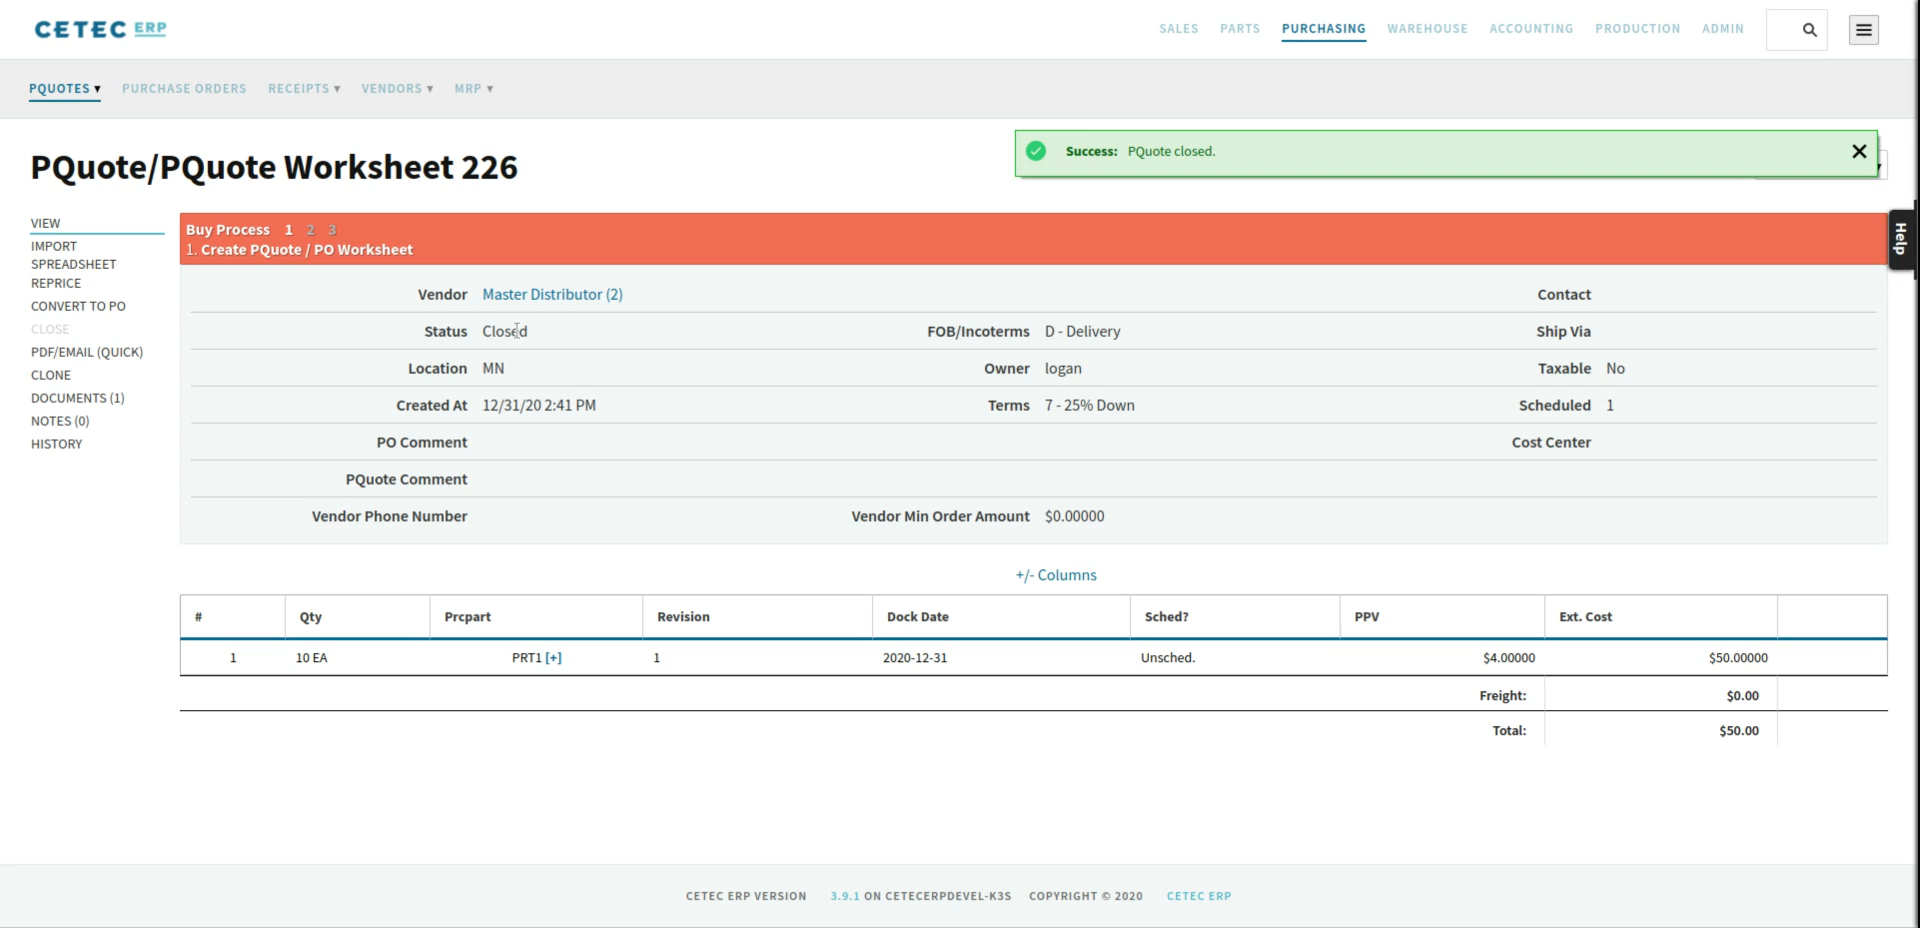 CETEC ERP
SALES PARTS PURCHASING WAREHOUSE ACCOUNTING PRODUCTION ADMIN
PQUOTES ▾ PURCHASE ORDERS RECEIPTS ▾ VENDORS ▾ MRP ▾
Success: PQuote closed.
PQuote/PQuote Worksheet 226
Help
VIEW
IMPORT
SPREADSHEET
REPRICE
CONVERT TO PO
CLOSE
PDF/EMAIL (QUICK)
CLONE
DOCUMENTS (1)
NOTES (0)
HISTORY
Buy Process 1 2 3
1. Create PQuote / PO Worksheet
Vendor Master Distributor (2) Contact
Status Closed FOB/Incoterms D - Delivery Ship Via
Location MN Owner logan Taxable No
Created At 12/31/20 2:41 PM Terms 7 - 25% Down Scheduled 1
PO Comment Cost Center
PQuote Comment
Vendor Phone Number Vendor Min Order Amount $0.00000
+/- Columns
# Qty Prcpart Revision Dock Date Sched? PPV Ext. Cost
1 10 EA PRT1 [+] 1 2020-12-31 Unsched. $4.00000 $50.00000
Freight: $0.00
Total: $50.00
CETEC ERP VERSION 3.9.1 ON CETECERPDEVEL-K3S COPYRIGHT © 2020 CETEC ERP